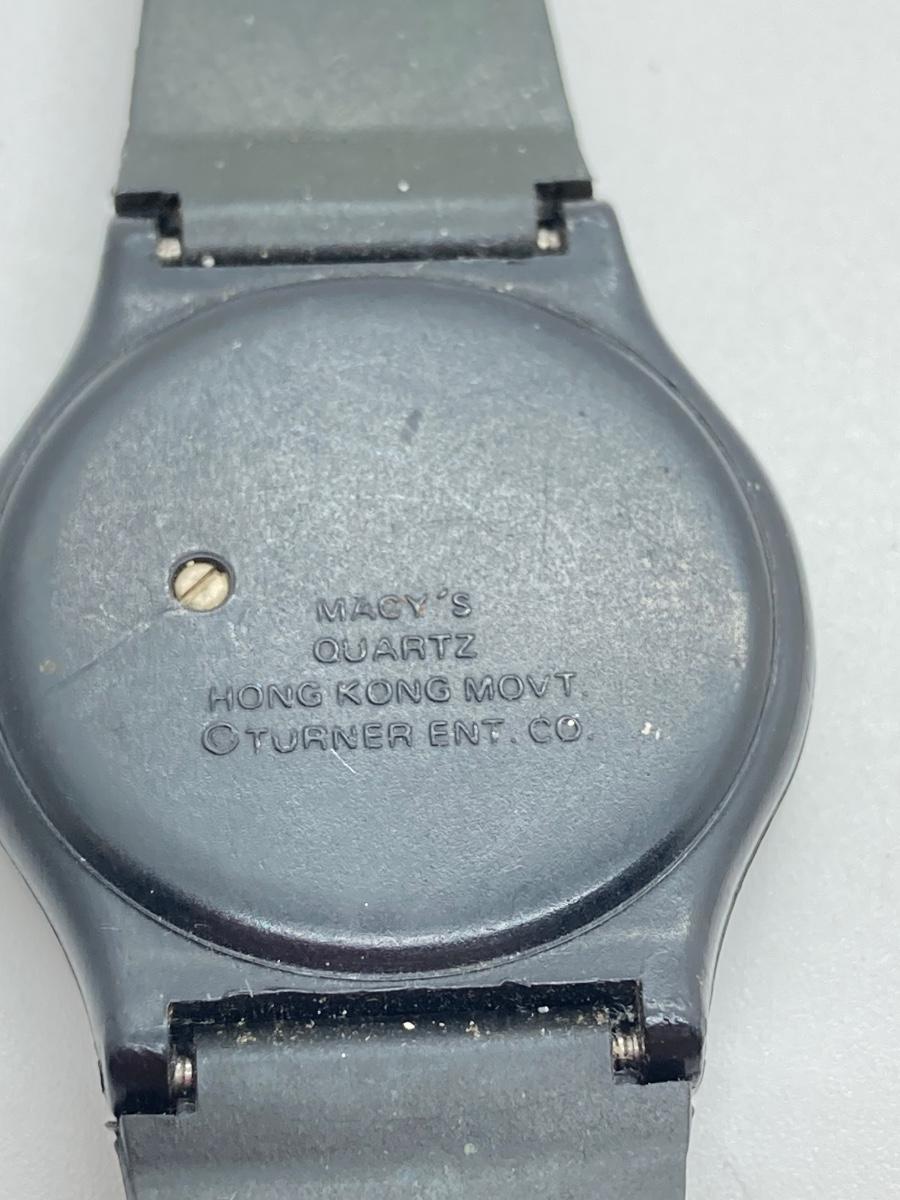 MACY'S
QUARTZ
HONG KONG MOVT.
©TURNER ENT. CO.